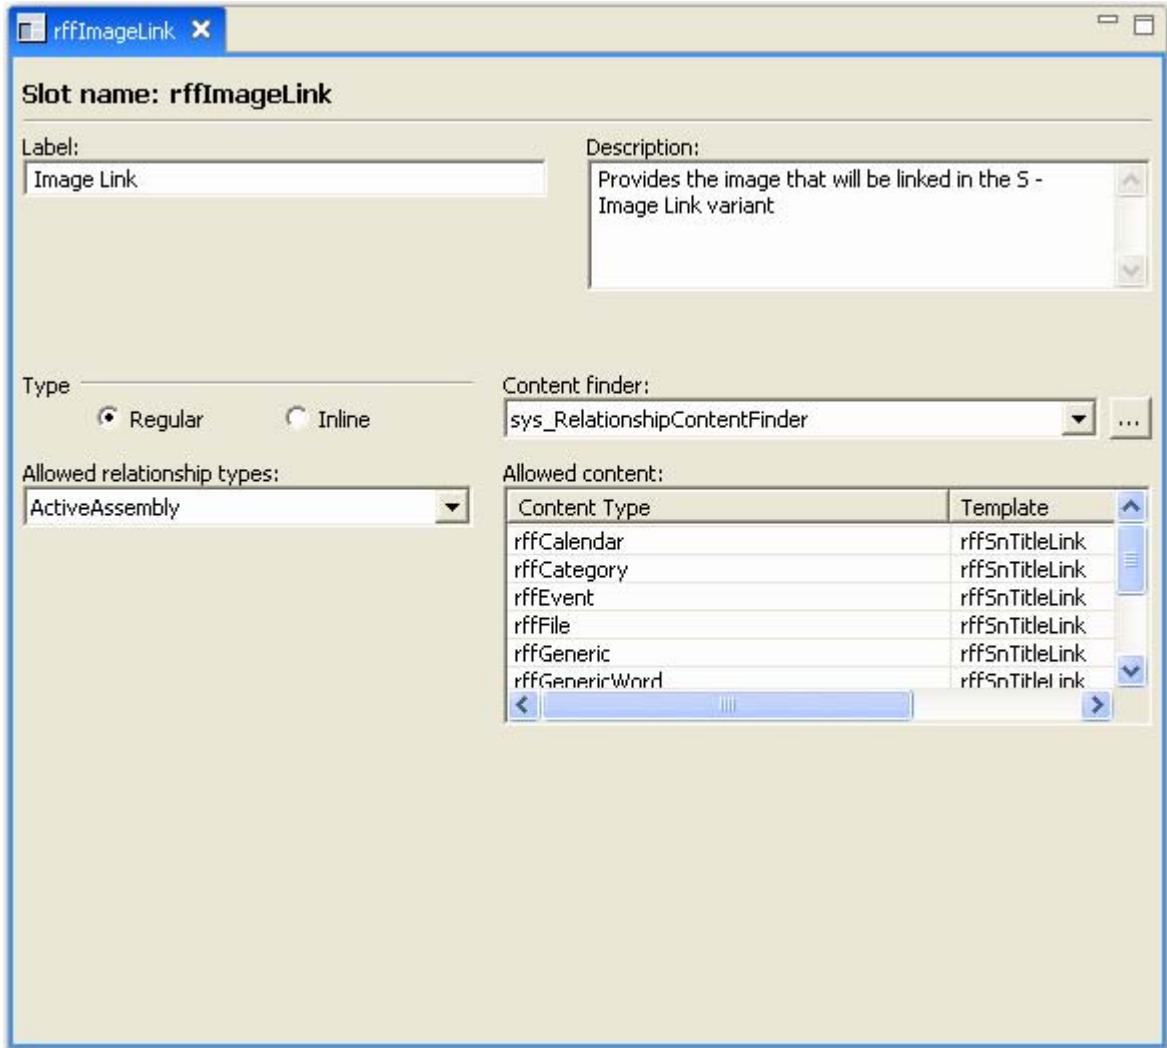 rffImageLink
Slot name: rffImageLink
Label:
Image Link
Description:
Provides the image that will be linked in the S -
Image Link variant
Type
Regular
Inline
Content finder:
sys_RelationshipContentFinder
...
Allowed relationship types:
ActiveAssembly
Allowed content:
Content Type Template
rffCalendar rffSnTitleLink
rffCategory rffSnTitleLink
rffEvent rffSnTitleLink
rffFile rffSnTitleLink
rffGeneric rffSnTitleLink
rffGenericWord rffSnTitleLink